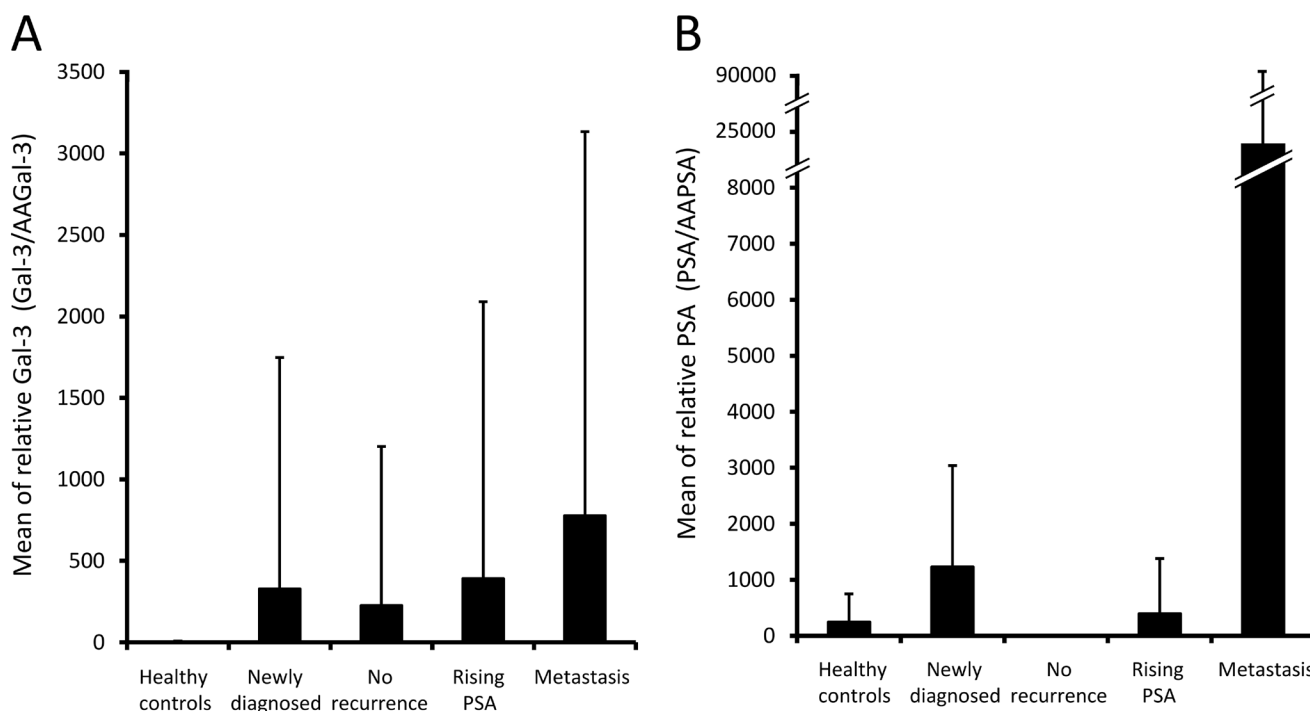 A
Mean of relative Gal-3 (Gal-3/AAGal-3)
3500
3000
2500
2000
1500
1000
500
0
Healthy
controls
Newly
diagnosed
No
recurrence
Rising
PSA
Metastasis
B
Mean of relative PSA (PSA/AAPSA)
90000
25000
8000
7000
6000
5000
4000
3000
2000
1000
0
Healthy
controls
Newly
diagnosed
No
recurrence
Rising
PSA
Metastasis